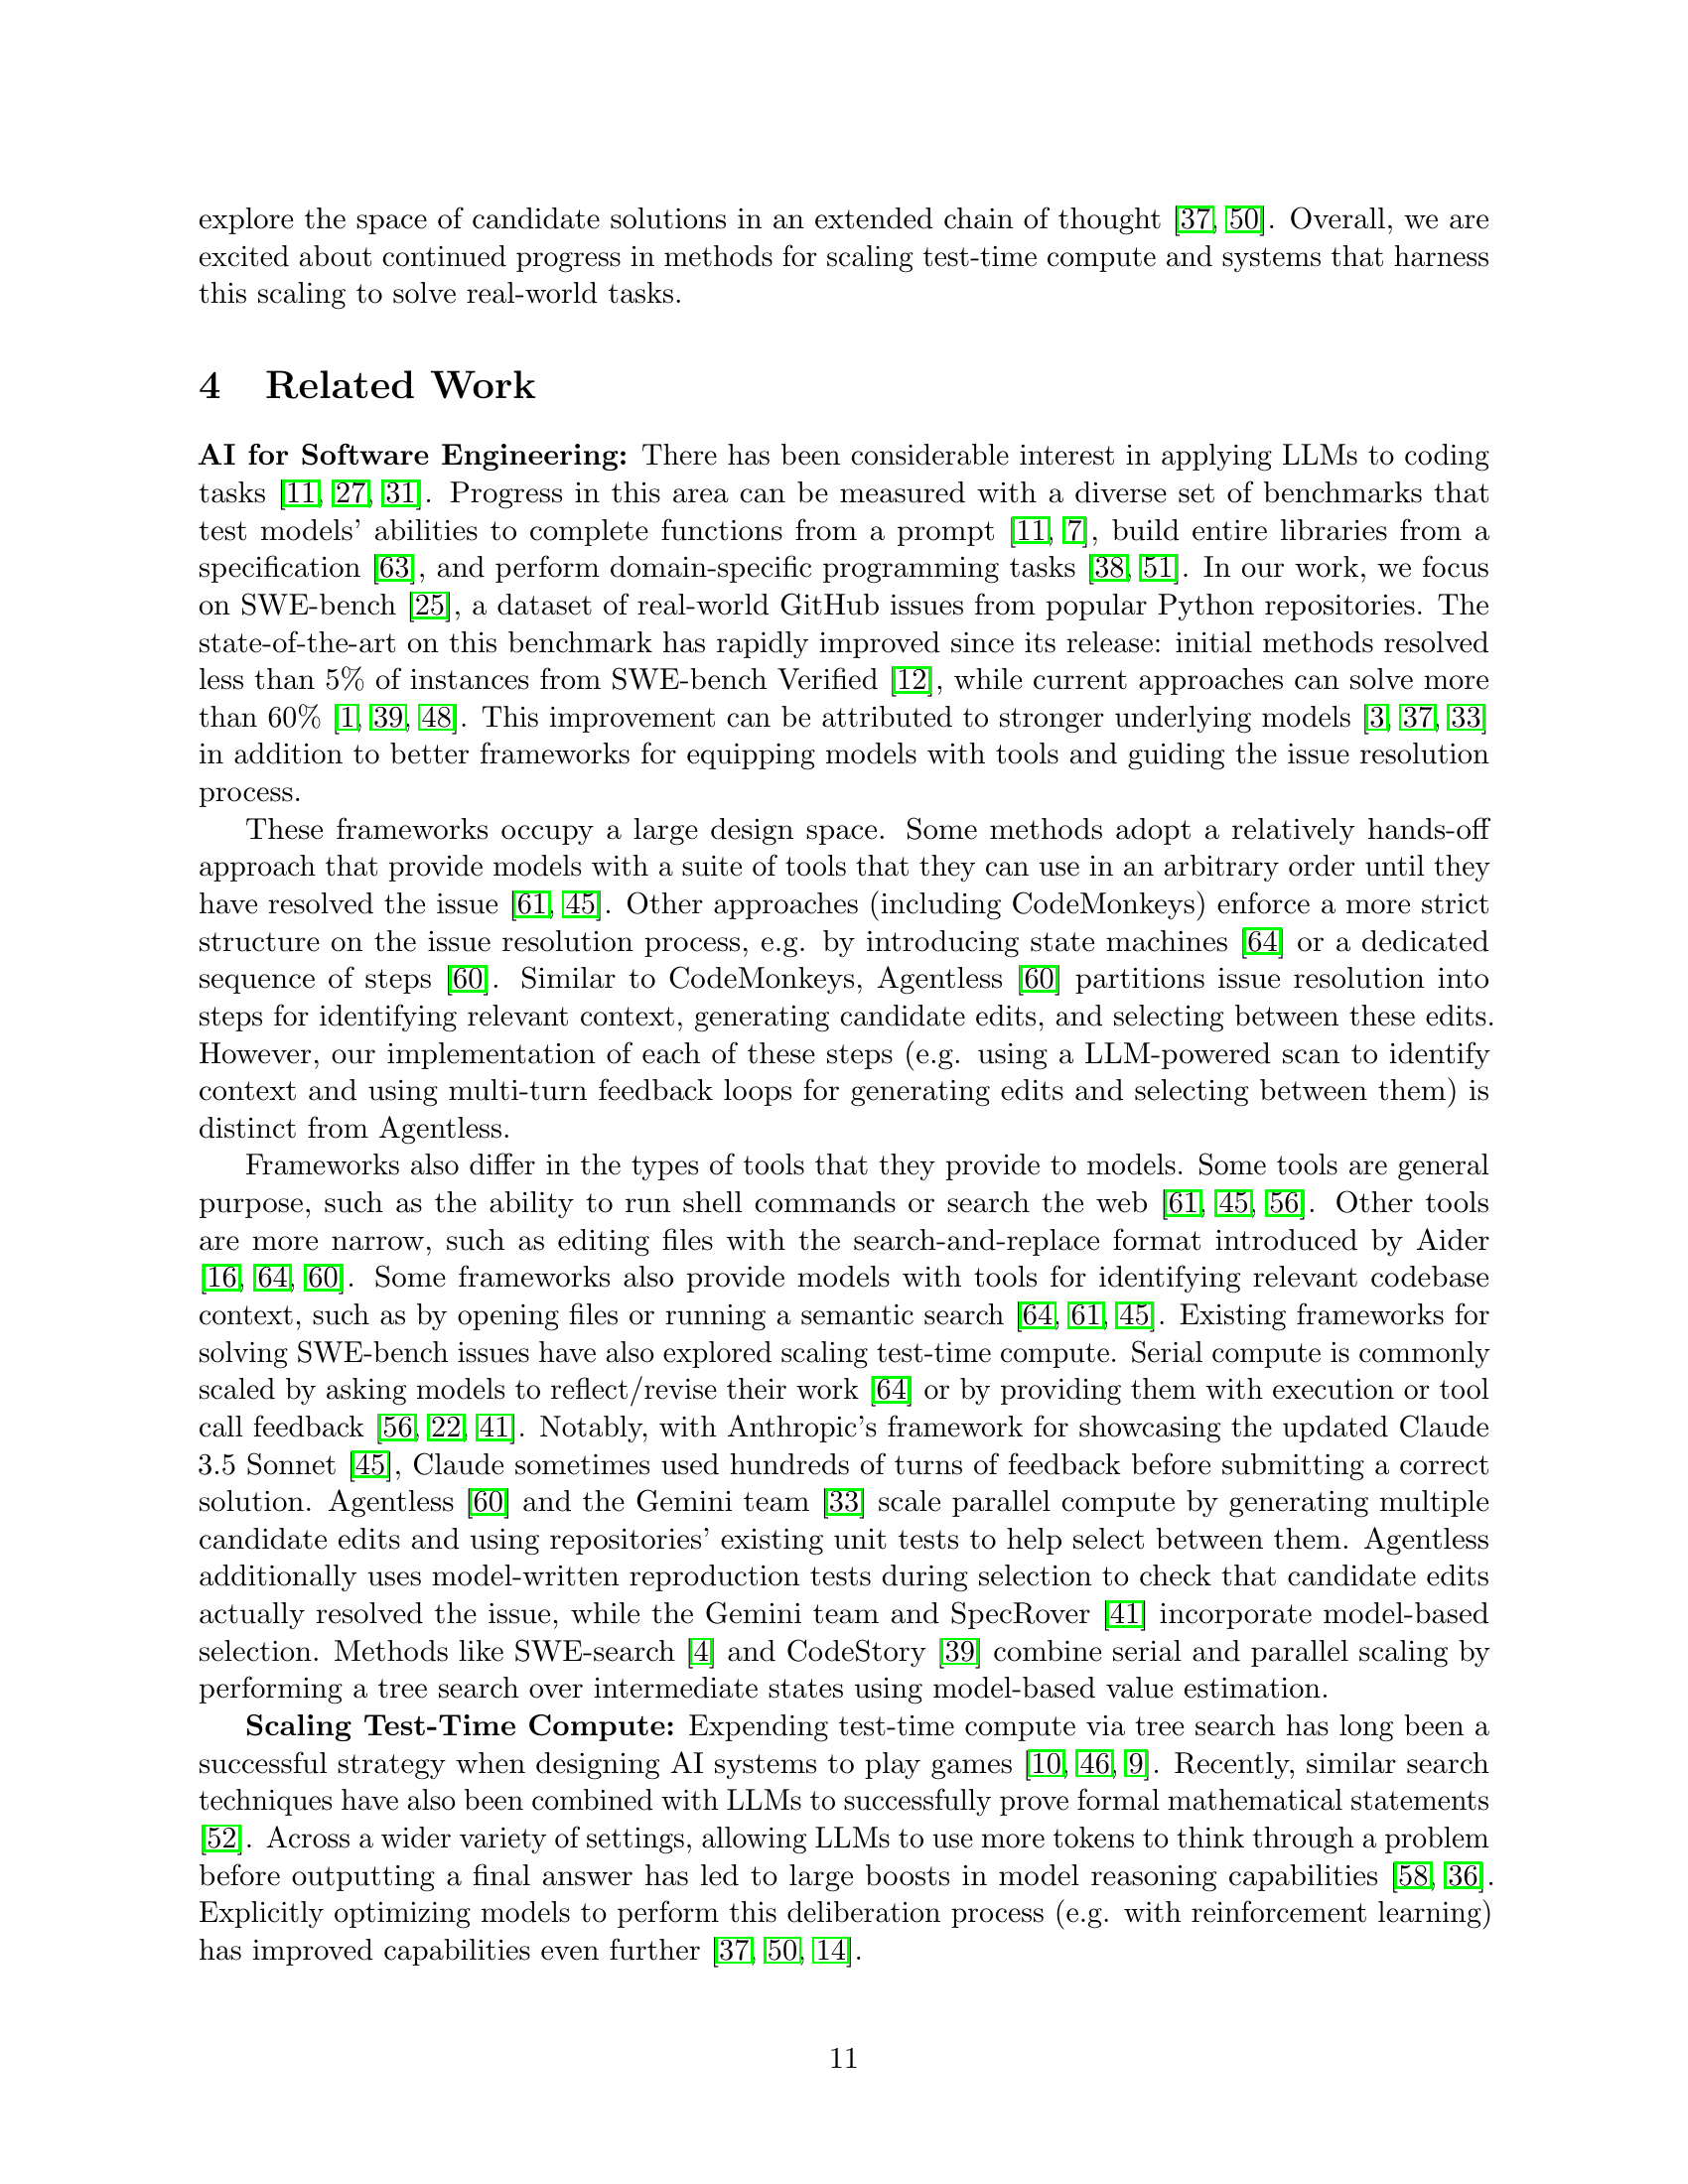 explore the space of candidate solutions in an extended chain of thought [37, 50]. Overall, we are
excited about continued progress in methods for scaling test-time compute and systems that harness
this scaling to solve real-world tasks.
4 Related Work
AI for Software Engineering: There has been considerable interest in applying LLMs to coding
tasks [11, 27, 31]. Progress in this area can be measured with a diverse set of benchmarks that
test models' abilities to complete functions from a prompt [11, 7], build entire libraries from a
specification [63], and perform domain-specific programming tasks [38, 51]. In our work, we focus
on SWE-bench [25], a dataset of real-world GitHub issues from popular Python repositories. The
state-of-the-art on this benchmark has rapidly improved since its release: initial methods resolved
less than 5% of instances from SWE-bench Verified [12], while current approaches can solve more
than 60% [1, 39, 48]. This improvement can be attributed to stronger underlying models [3, 37, 33]
in addition to better frameworks for equipping models with tools and guiding the issue resolution
process.
These frameworks occupy a large design space. Some methods adopt a relatively hands-off
approach that provide models with a suite of tools that they can use in an arbitrary order until they
have resolved the issue [61, 45]. Other approaches (including CodeMonkeys) enforce a more strict
structure on the issue resolution process, e.g. by introducing state machines [64] or a dedicated
sequence of steps [60]. Similar to CodeMonkeys, Agentless [60] partitions issue resolution into
steps for identifying relevant context, generating candidate edits, and selecting between these edits.
However, our implementation of each of these steps (e.g. using a LLM-powered scan to identify
context and using multi-turn feedback loops for generating edits and selecting between them) is
distinct from Agentless.
Frameworks also differ in the types of tools that they provide to models. Some tools are general
purpose, such as the ability to run shell commands or search the web [61, 45, 56]. Other tools
are more narrow, such as editing files with the search-and-replace format introduced by Aider
[16, 64, 60]. Some frameworks also provide models with tools for identifying relevant codebase
context, such as by opening files or running a semantic search [64, 61, 45]. Existing frameworks for
solving SWE-bench issues have also explored scaling test-time compute. Serial compute is commonly
scaled by asking models to reflect/revise their work [64] or by providing them with execution or tool
call feedback [56, 22, 41]. Notably, with Anthropic's framework for showcasing the updated Claude
3.5 Sonnet [45], Claude sometimes used hundreds of turns of feedback before submitting a correct
solution. Agentless [60] and the Gemini team [33] scale parallel compute by generating multiple
candidate edits and using repositories' existing unit tests to help select between them. Agentless
additionally uses model-written reproduction tests during selection to check that candidate edits
actually resolved the issue, while the Gemini team and SpecRover [41] incorporate model-based
selection. Methods like SWE-search [4] and CodeStory [39] combine serial and parallel scaling by
performing a tree search over intermediate states using model-based value estimation.
Scaling Test-Time Compute: Expending test-time compute via tree search has long been a
successful strategy when designing AI systems to play games [10, 46, 9]. Recently, similar search
techniques have also been combined with LLMs to successfully prove formal mathematical statements
[52]. Across a wider variety of settings, allowing LLMs to use more tokens to think through a problem
before outputting a final answer has led to large boosts in model reasoning capabilities [58, 36].
Explicitly optimizing models to perform this deliberation process (e.g. with reinforcement learning)
has improved capabilities even further [37, 50, 14].
11